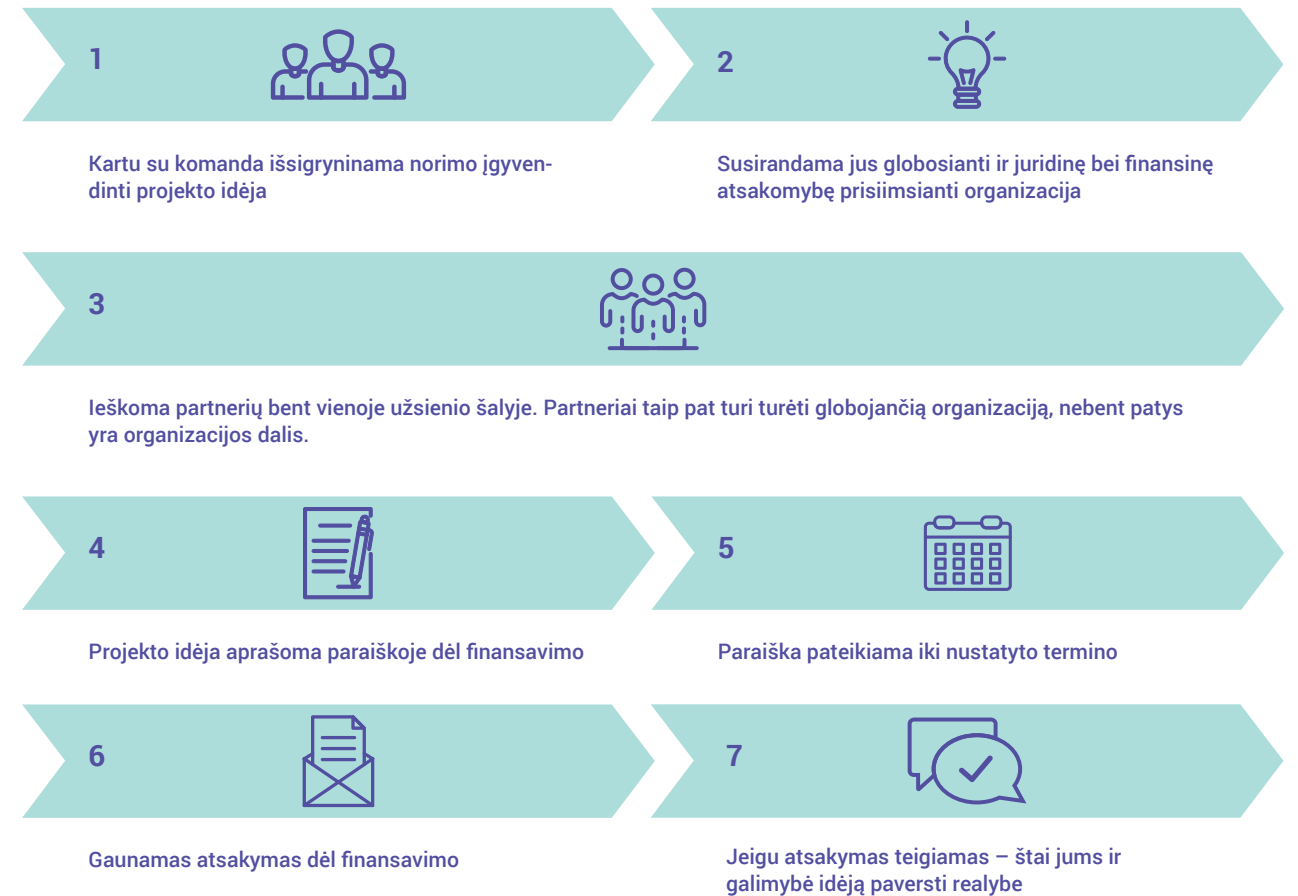 1
2
Kartu su komanda išsigryninama norimo įgyven-
dinti projekto idėja
Susirandama jus globosianti ir juridinę bei finansinę
atsakomybę prisiimsianti organizacija
3
Ieškoma partnerių bent vienoje užsienio šalyje. Partneriai taip pat turi turėti globojančią organizaciją, nebent patys
yra organizacijos dalis.
4
5
Projekto idėja aprašoma paraiškoje dėl finansavimo
Paraiška pateikiama iki nustatyto termino
6
7
Gaunamas atsakymas dėl finansavimo
Jeigu atsakymas teigiamas – štai jums ir
galimybė idėją paversti realybe